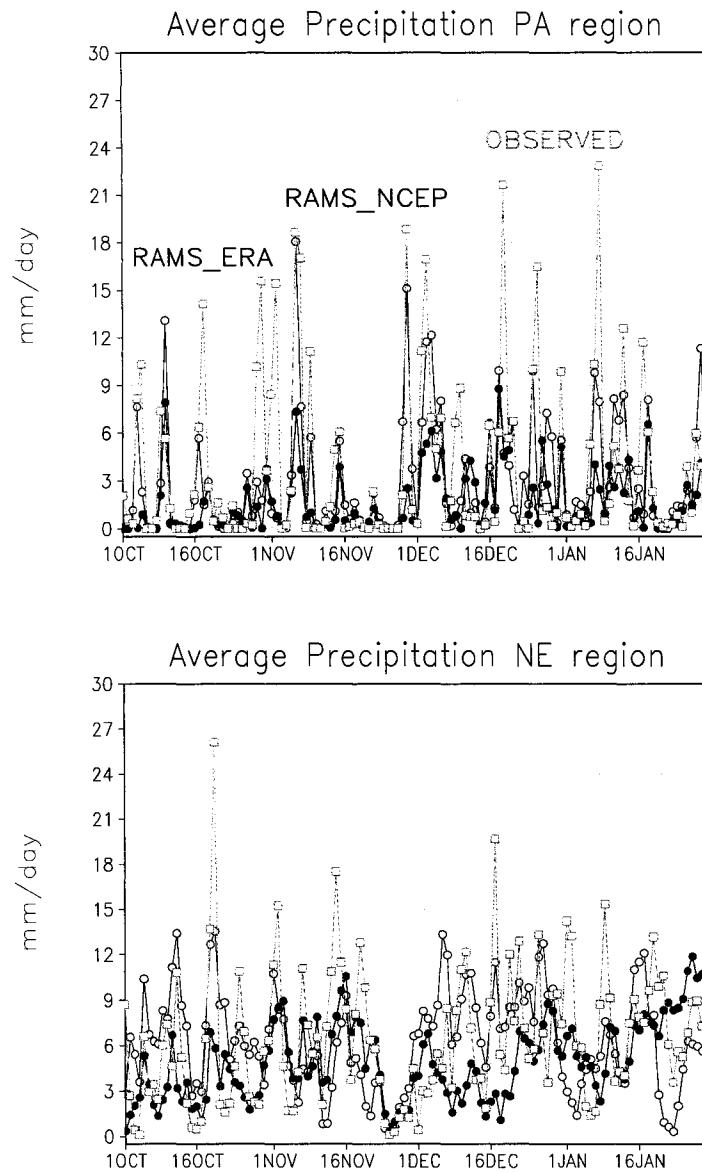 Average Precipitation PA region
30
27
24
21
18
15
12
9
6
3
0
mm/day
OBSERVED
RAMS_NCEP
RAMS_ERA
1OCT 16OCT 1NOV 16NOV 1DEC 16DEC 1JAN 16JAN
Average Precipitation NE region
30
27
24
21
18
15
12
9
6
3
0
mm/day
1OCT 16OCT 1NOV 16NOV 1DEC 16DEC 1JAN 16JAN